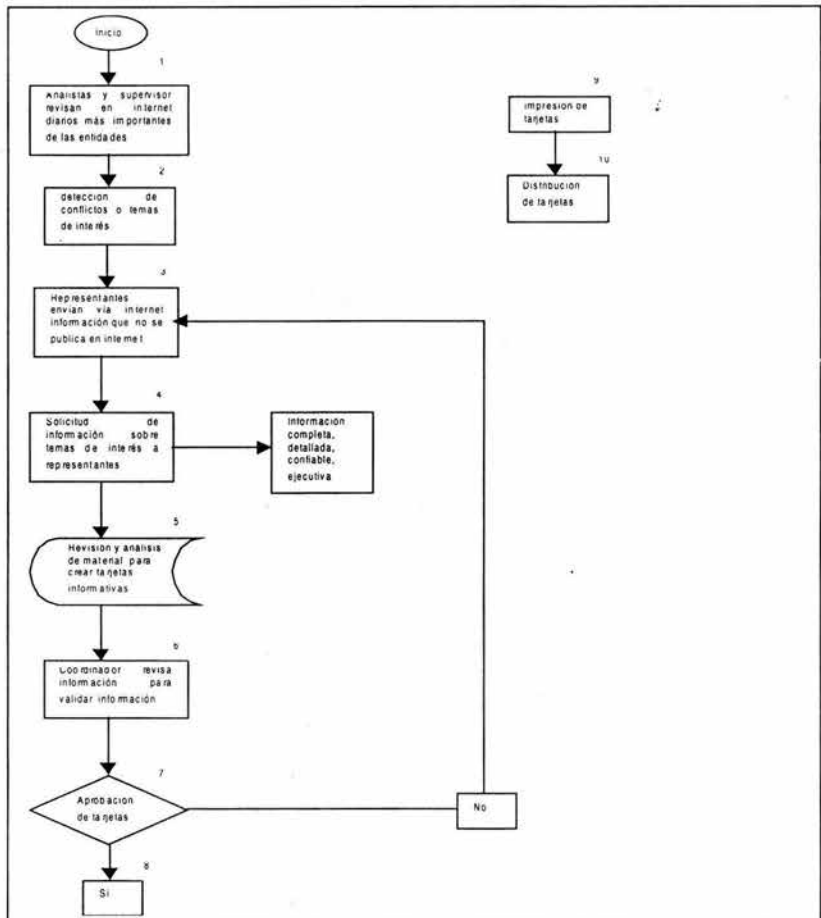 Inicio
1
Analistas y supervisor
revisan en internet
diarios más importantes
de las entidades
2
detección de
conflictos o temas
de interés
3
Representantes
envían vía internet
información que no se
publica en internet
4
Solicitud de
información sobre
temas de interés a
representantes
Información
completa,
detallada,
confiable,
ejecutiva
5
Revisión y análisis
de material para
crear tarjetas
informativas
6
Coordinador revisa
información para
validar información
7
Aprobación
de tarjetas
No
8
Sí
9
Impresión de
tarjetas
10
Distribución
de tarjetas